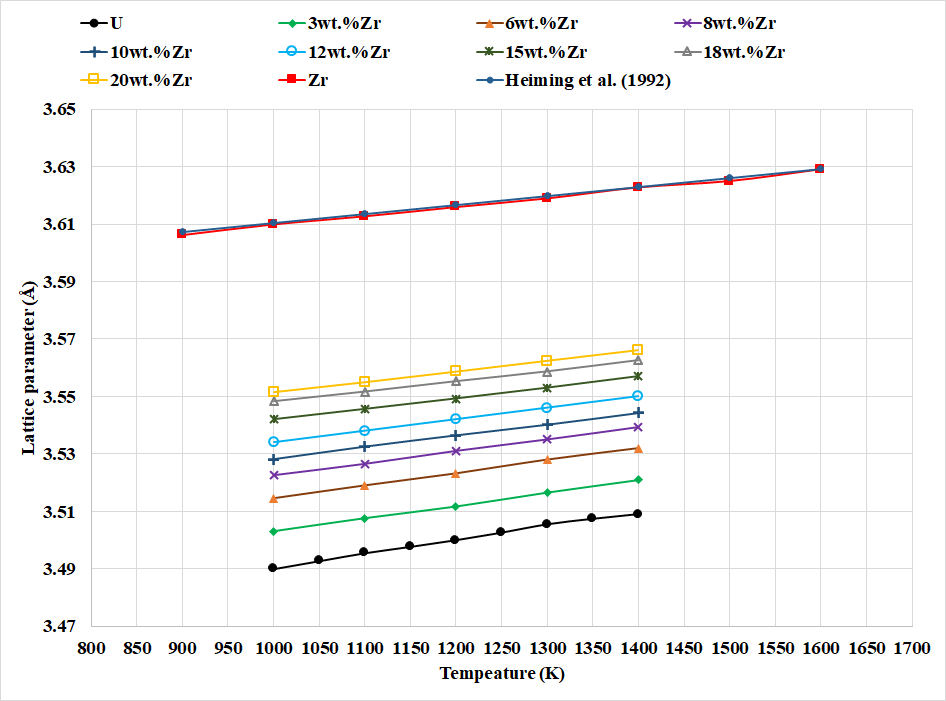 U 3wt.%Zr 6wt.%Zr 8wt.%Zr
10wt.%Zr 12wt.%Zr 15wt.%Zr 18wt.%Zr
20wt.%Zr Zr Heiming et al. (1992)
3.65
3.63
3.61
3.59
3.57
3.55
3.53
3.51
3.49
3.47
Lattice parameter (Å)
800 850 900 950 1000 1050 1100 1150 1200 1250 1300 1350 1400 1450 1500 1550 1600 1650 1700
Tempeature (K)